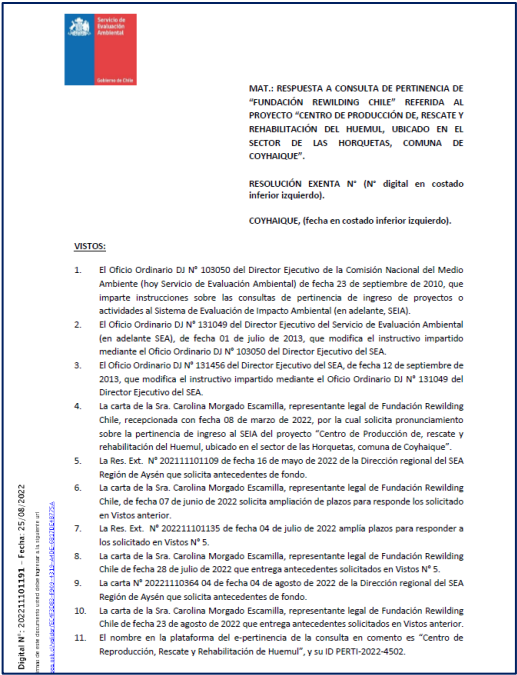 Servicio de
Evaluación
Ambiental
Gobierno de Chile
MAT.: RESPUESTA A CONSULTA DE PERTINENCIA DE
"FUNDACIÓN REWILDING CHILE" REFERIDA AL
PROYECTO "CENTRO DE PRODUCCIÓN DE, RESCATE Y
REHABILITACIÓN DEL HUEMUL, UBICADO EN EL
SECTOR DE LAS HORQUETAS, COMUNA DE
COYHAIQUE".
RESOLUCIÓN EXENTA N° (N° digital en costado
inferior izquierdo).
COYHAIQUE, (fecha en costado inferior izquierdo).
VISTOS:
1. El Oficio Ordinario DJ N° 103050 del Director Ejecutivo de la Comisión Nacional del Medio
Ambiente (hoy Servicio de Evaluación Ambiental) de fecha 23 de septiembre de 2010, que
imparte instrucciones sobre las consultas de pertinencia de ingreso de proyectos o
actividades al Sistema de Evaluación de Impacto Ambiental (en adelante, SEIA).
2. El Oficio Ordinario DJ N° 131049 del Director Ejecutivo del Servicio de Evaluación Ambiental
(en adelante SEA), de fecha 01 de julio de 2013, que modifica el instructivo impartido
mediante el Oficio Ordinario DJ N° 103050 del Director Ejecutivo del SEA.
3. El Oficio Ordinario DJ N° 131456 del Director Ejecutivo del SEA, de fecha 12 de septiembre de
2013, que modifica el instructivo impartido mediante el Oficio Ordinario DJ N° 131049 del
Director Ejecutivo del SEA.
4. La carta de la Sra. Carolina Morgado Escamilla, representante legal de Fundación Rewilding
Chile, recepcionada con fecha 08 de marzo de 2022, por la cual solicita pronunciamiento
sobre la pertinencia de ingreso al SEIA del proyecto "Centro de Producción de, rescate y
rehabilitación del Huemul, ubicado en el sector de las Horquetas, comuna de Coyhaique".
5. La Res. Ext. N° 202111101109 de fecha 16 de mayo de 2022 de la Dirección regional del SEA
Región de Aysén que solicita antecedentes de fondo.
6. La carta de la Sra. Carolina Morgado Escamilla, representante legal de Fundación Rewilding
Chile, de fecha 07 de junio de 2022 solicita ampliación de plazos para responde los solicitado
en Vistos anterior.
7. La Res. Ext. N° 202211101135 de fecha 04 de julio de 2022 amplía plazos para responder a
los solicitado en Vistos N° 5.
8. La carta de la Sra. Carolina Morgado Escamilla, representante legal de Fundación Rewilding
Chile de fecha 28 de julio de 2022 que entrega antecedentes solicitados en Vistos N° 5.
9. La carta N° 20221110364 04 de fecha 04 de agosto de 2022 de la Dirección regional del SEA
Región de Aysén que solicita antecedentes de fondo.
10. La carta de la Sra. Carolina Morgado Escamilla, representante legal de Fundación Rewilding
Chile de fecha 23 de agosto de 2022 que entrega antecedentes solicitados en Vistos anterior.
11. El nombre en la plataforma del e-pertinencia de la consulta en comento es "Centro de
Reproducción, Rescate y Rehabilitación de Huemul", y su ID PERTI-2022-4502.
Digital N°: 202211101191 - Fecha: 25/08/2022
rmas de este documento usted debe ingresar a la siguiente url